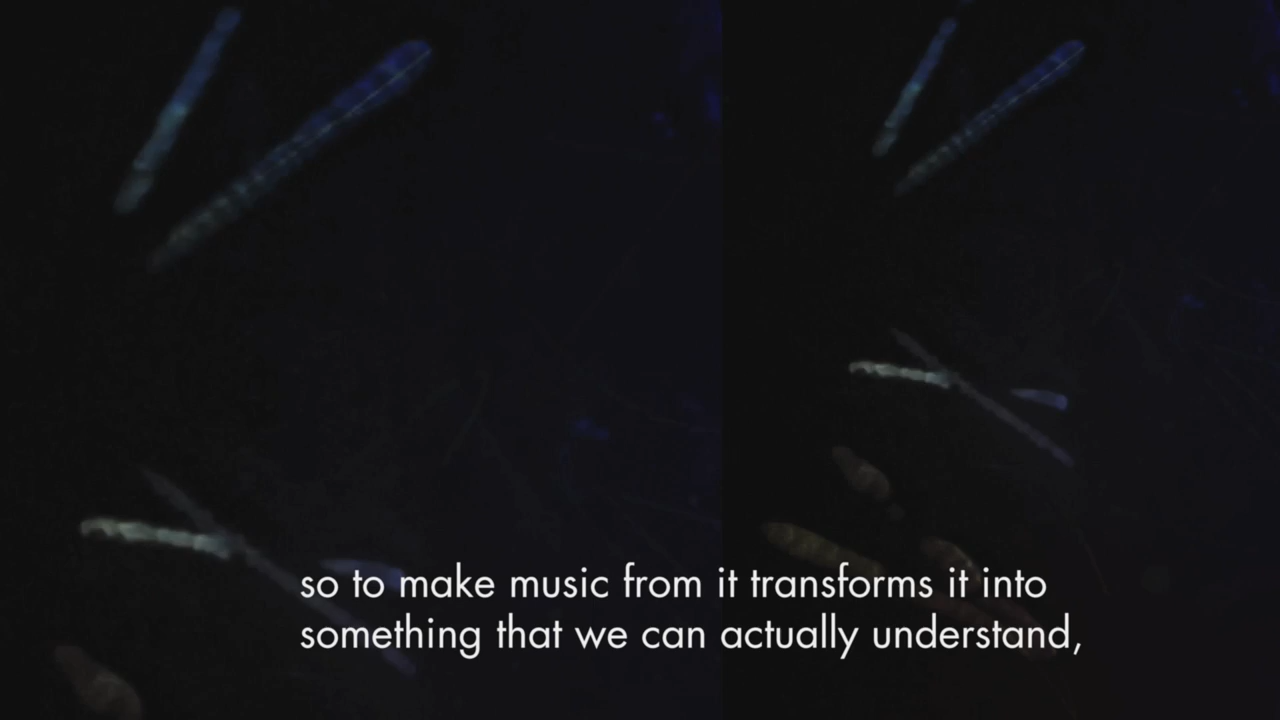 so to make music from it transforms it into
something that we can actually understand,